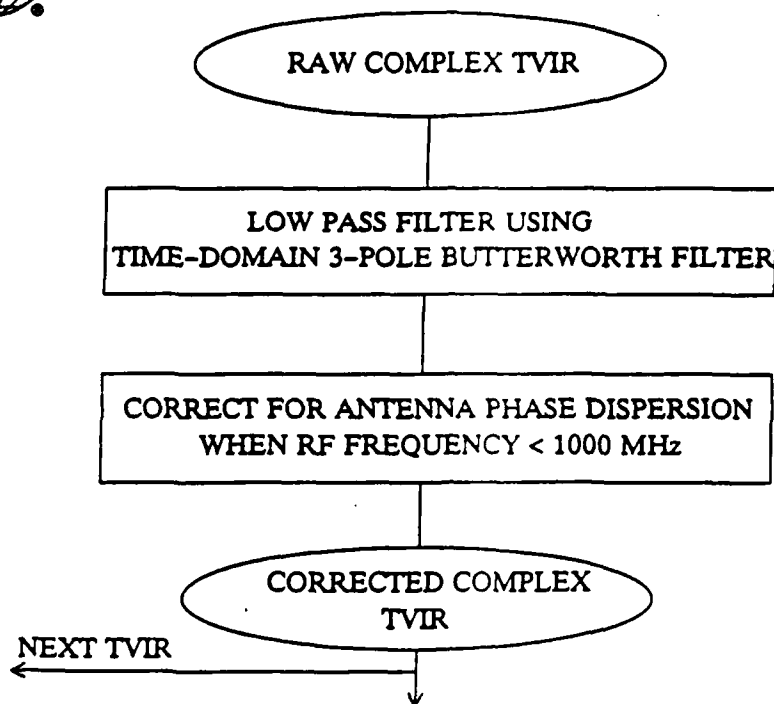 RAW COMPLEX TVIR
LOW PASS FILTER USING
TIME-DOMAIN 3-POLE BUTTERWORTH FILTER
CORRECT FOR ANTENNA PHASE DISPERSION
WHEN RF FREQUENCY < 1000 MHz
CORRECTED COMPLEX
TVIR
NEXT TVIR